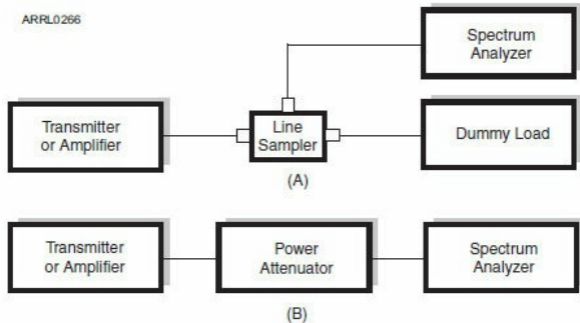 ARRL0266
Spectrum
Analyzer
Transmitter
or Amplifier
Line
Sampler
Dummy Load
(A)
Transmitter
or Amplifier
Power
Attenuator
Spectrum
Analyzer
(B)